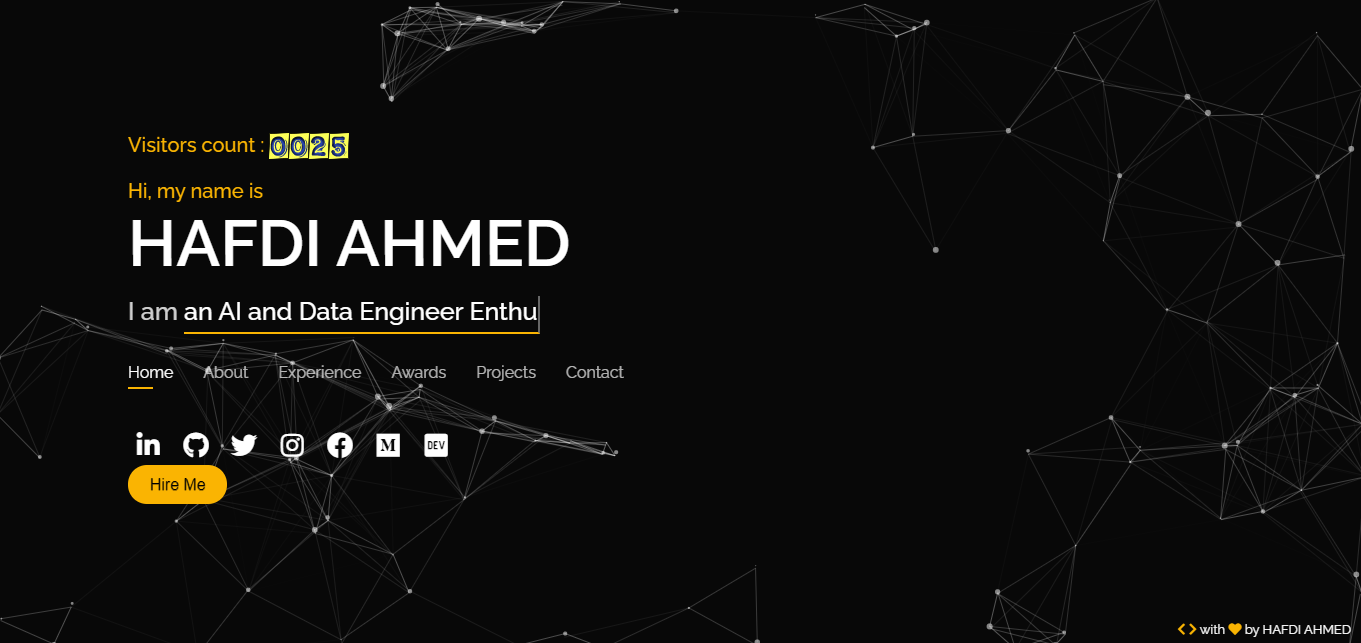 Visitors count : 0025
Hi, my name is
HAFDI AHMED
I am an AI and Data Engineer Enthu
Home About Experience Awards Projects Contact
in M DEV
Hire Me
<> with by HAFDI AHMED